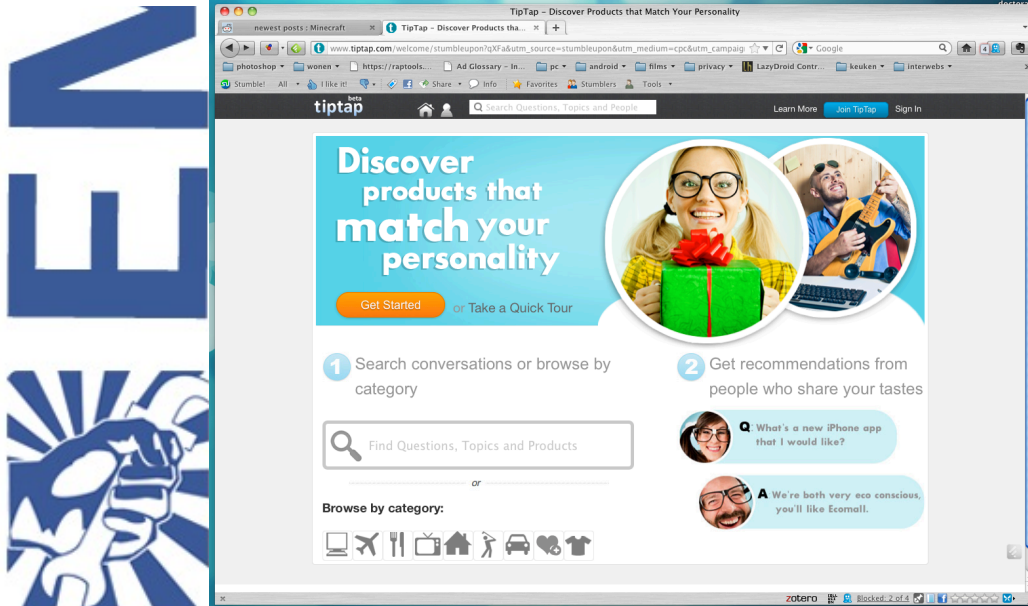 EN
doctor
TipTap – Discover Products that Match Your Personality
newest posts : Minecraft
TipTap – Discover Products tha...
www.tiptap.com/welcome/stumbleupon?qXFa&utm_source=stumbleupon&utm_medium=cpc&utm_campaig
Google
4
photoshop
wonen
https://raptools....
Ad Glossary – In...
pc
android
films
privacy
LazyDroid Contr...
keuken
interwebs
Stumble!
All
I like it!
Share
Info
Favorites
Stumblers
Tools
tiptap
beta
Search Questions, Topics and People
Learn More
Join TipTap
Sign In
Discover
products that
match your
personality
Get Started
or Take a Quick Tour
1
Search conversations or browse by
category
2
Get recommendations from
people who share your tastes
Find Questions, Topics and Products
or
Browse by category:
Q: What's a new iPhone app
that I would like?
A We're both very eco conscious,
you'll like Ecomall.
zotero
Blocked: 2 of 4